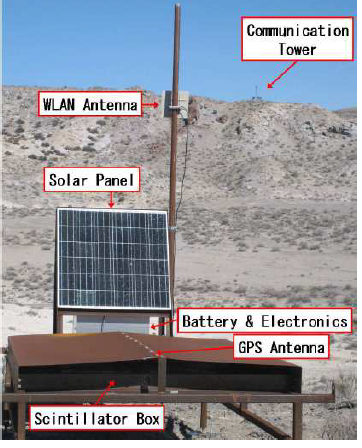 Communication
Tower
WLAN Antenna
Solar Panel
Battery & Electronics
GPS Antenna
Scintillator Box